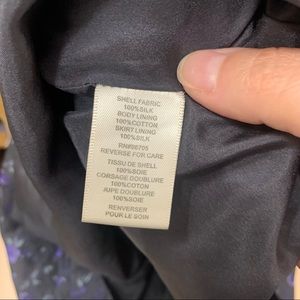 SHELL FABRIC
100%SILK
BODY LINING
100%COTTON
SKIRT LINING
100%SILK
RN#86705
REVERSE FOR CARE
TISSU DE SHELL
100%SOIE
CORSAGE DOUBLURE
100%COTON
JUPE DOUBLURE
100%SOIE
RENVERSER
POUR LE SOIN